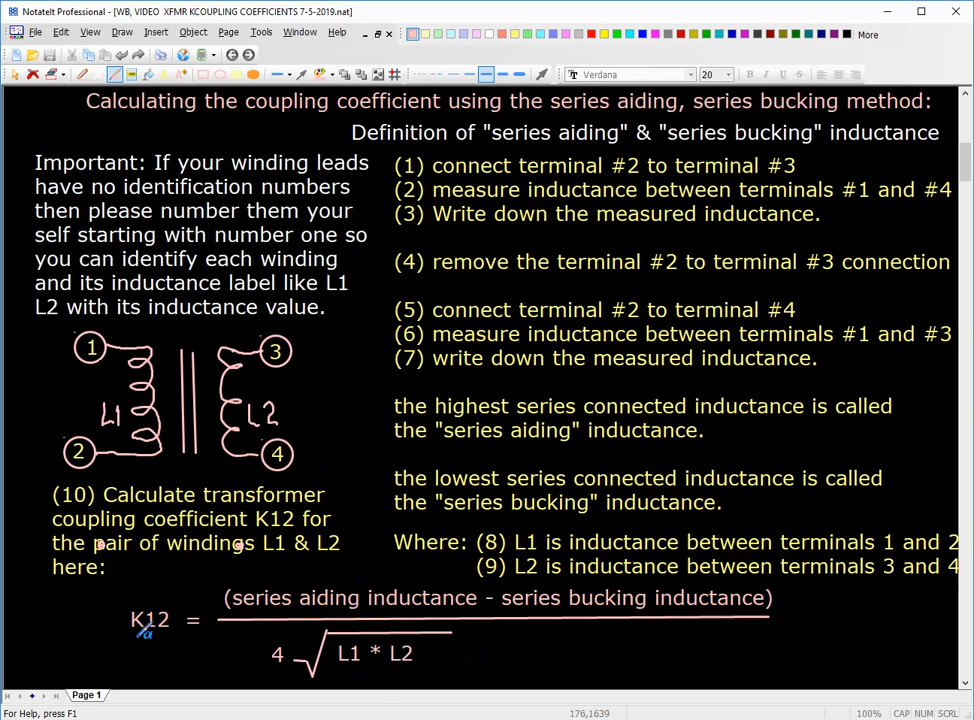 NotateIt Professional - [WB, VIDEO  XFMR KCOUPLING COEFFICIENTS 7-5-2019.nat]
File Edit View Draw Insert Object Page Tools Window Help
More
Verdana 20 B I U S
Calculating the coupling coefficient using the series aiding, series bucking method:
Definition of "series aiding" & "series bucking" inductance
Important: If your winding leads
have no identification numbers
then please number them your
self starting with number one so
you can identify each winding
and its inductance label like L1
L2 with its inductance value.
(1) connect terminal #2 to terminal #3
(2) measure inductance between terminals #1 and #4
(3) Write down the measured inductance.
(4) remove the terminal #2 to terminal #3 connection
(5) connect terminal #2 to terminal #4
(6) measure inductance between terminals #1 and #3
(7) write down the measured inductance.
the highest series connected inductance is called
the "series aiding" inductance.
the lowest series connected inductance is called
the "series bucking" inductance.
1 3
L1 L2
2 4
(10) Calculate transformer
coupling coefficient K12 for
the pair of windings L1 & L2
here:
Where: (8) L1 is inductance between terminals 1 and 2
(9) L2 is inductance between terminals 3 and 4
(series aiding inductance - series bucking inductance)
K12 =
4 √ L1 * L2
Page 1
For Help, press F1
176,1639
100% CAP NUM SCRL